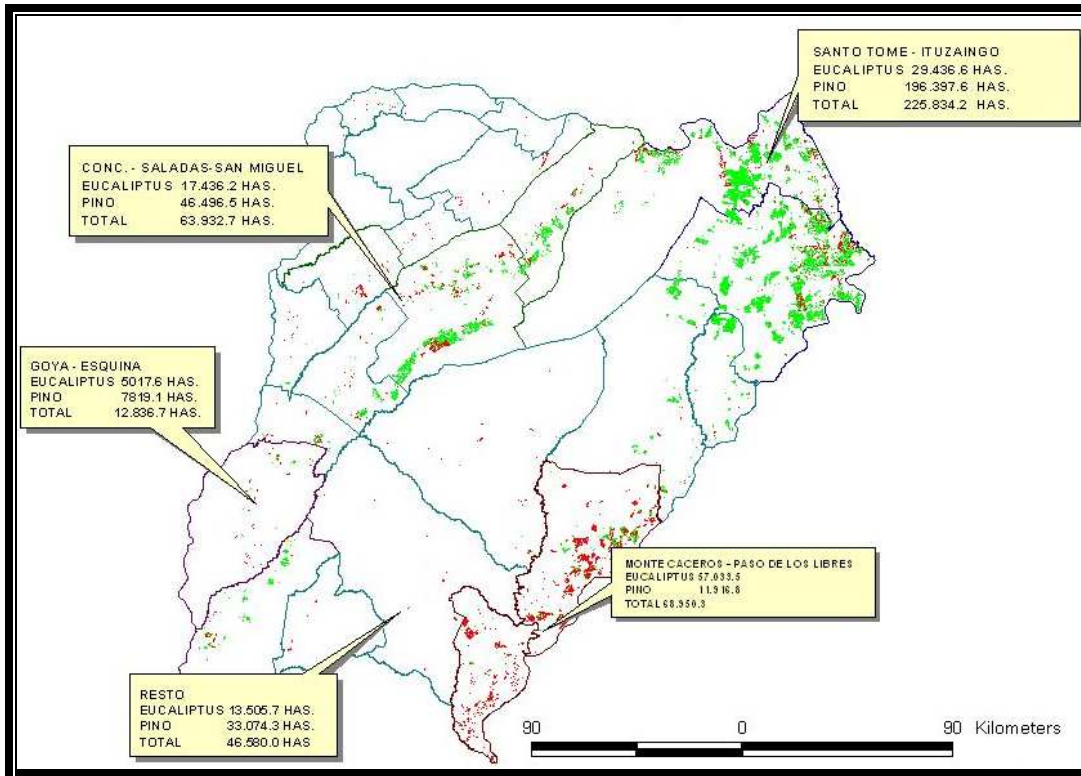 SANTO TOME - ITUZAINGO
EUCALIPTUS 29.436.6 HAS.
PINO 196.397.6 HAS.
TOTAL 225.834.2 HAS.
CONC. - SALADAS-SAN MIGUEL
EUCALIPTUS 17.436.2 HAS.
PINO 46.496.5 HAS.
TOTAL 63.932.7 HAS.
GOYA - ESQUINA
EUCALIPTUS 5017.6 HAS.
PINO 7819.1 HAS.
TOTAL 12.836.7 HAS.
MONTE CACEROS - PASO DE LOS LIBRES
EUCALIPTUS 57.033.5
PINO 11.916.8
TOTAL 68.950.3
RESTO
EUCALIPTUS 13.505.7 HAS.
PINO 33.074.3 HAS.
TOTAL 46.580.0 HAS
90 0 90 Kilometers